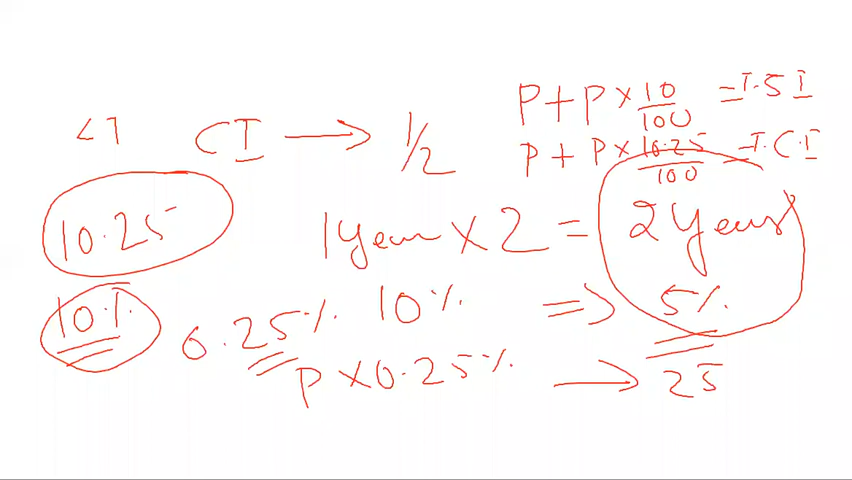 P + P × 10/100 = T.S I
P + P × 10.25/100 = T.C.I
<1 CI → 1/2
10.25 1 Year × 2 = 2 Years
10% 0.25% 10% ⇒ 5%
P × 0.25% → 25